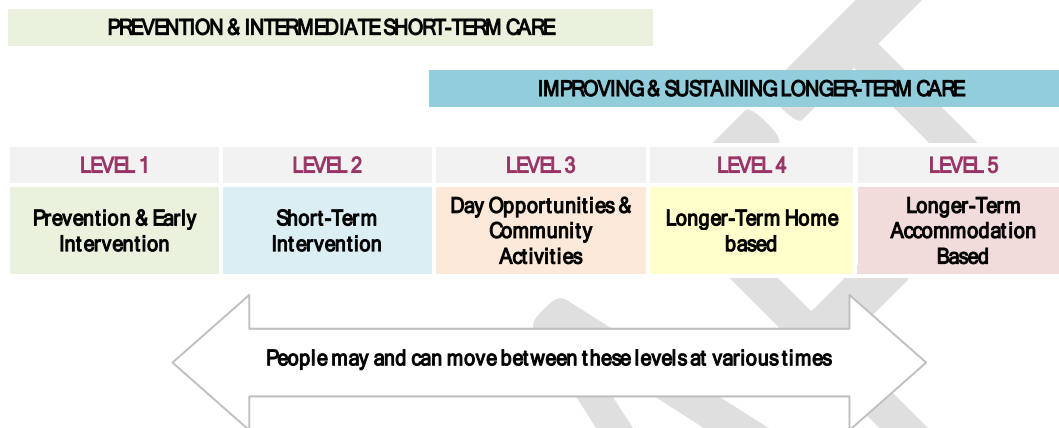 PREVENTION & INTERMEDIATE SHORT-TERM CARE
IMPROVING & SUSTAINING LONGER-TERM CARE
LEVEL 1
LEVEL 2
LEVEL 3
LEVEL 4
LEVEL 5
Prevention & Early
Intervention
Short-Term
Intervention
Day Opportunities &
Community
Activities
Longer-Term Home
based
Longer-Term
Accommodation
Based
People may and can move between these levels at various times